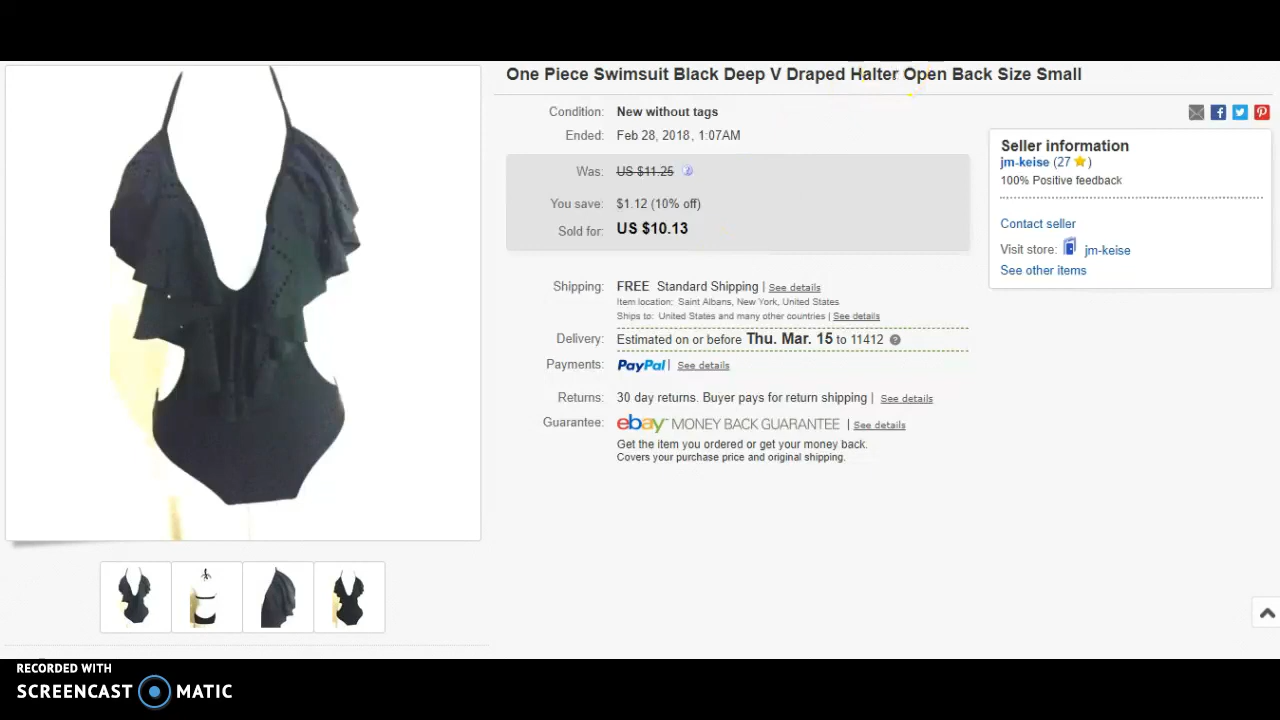 One Piece Swimsuit Black Deep V Draped Halter Open Back Size Small
Condition: New without tags
Ended: Feb 28, 2018 , 1:07AM
Was: US $11.25
You save: $1.12 (10% off)
Sold for: US $10.13
Shipping: FREE Standard Shipping | See details
Item location: Saint Albans, New York, United States
Ships to: United States and many other countries | See details
Delivery: Estimated on or before Thu. Mar. 15 to 11412
Payments: PayPal | See details
Returns: 30 day returns. Buyer pays for return shipping | See details
Guarantee: ebay MONEY BACK GUARANTEE | See details
Get the item you ordered or get your money back.
Covers your purchase price and original shipping.
Seller information
jm-keise (27 )
100% Positive feedback
Contact seller
Visit store: jm-keise
See other items
RECORDED WITH
SCREENCAST MATIC